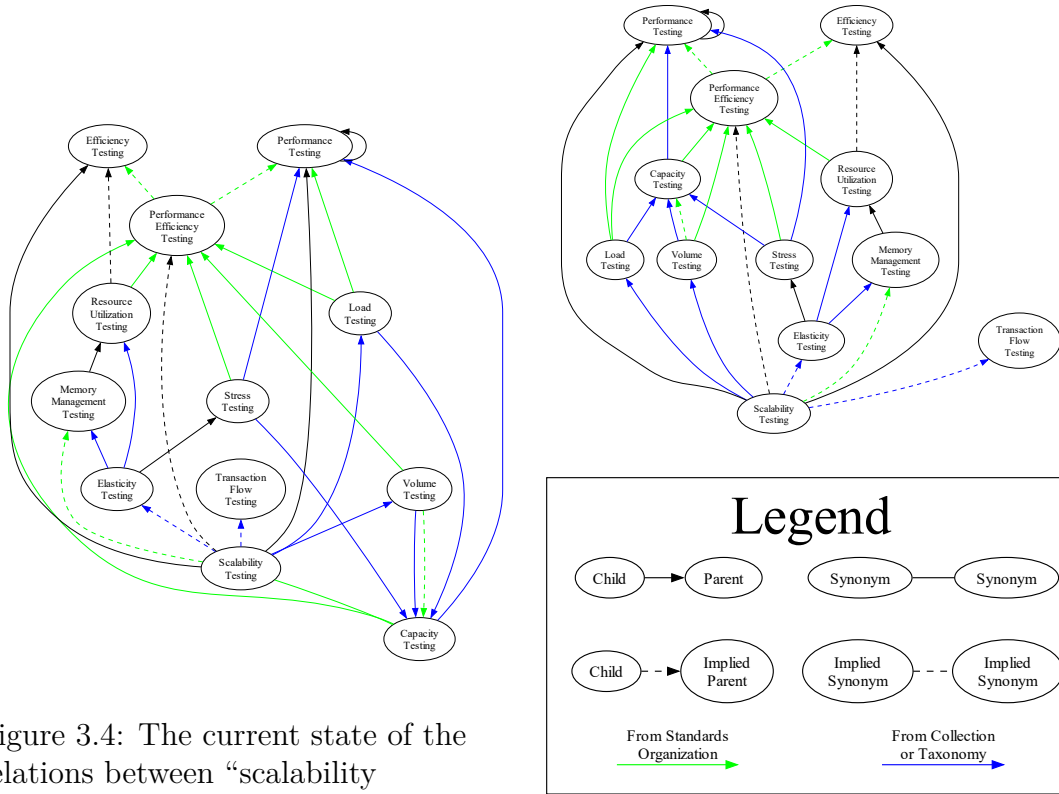 Efficiency
Testing
Performance
Testing
Performance
Efficiency
Testing
Resource
Utilization
Testing
Load
Testing
Memory
Management
Testing
Stress
Testing
Elasticity
Testing
Transaction
Flow
Testing
Volume
Testing
Scalability
Testing
Capacity
Testing
igure 3.4: The current state of the
elations between “scalability
Performance
Testing
Efficiency
Testing
Performance
Efficiency
Testing
Capacity
Testing
Resource
Utilization
Testing
Load
Testing
Volume
Testing
Stress
Testing
Memory
Management
Testing
Elasticity
Testing
Transaction
Flow
Testing
Scalability
Testing
Legend
Child
Parent
Synonym
Synonym
Child
Implied
Parent
Implied
Synonym
Implied
Synonym
From Standards
Organization
From Collection
or Taxonomy